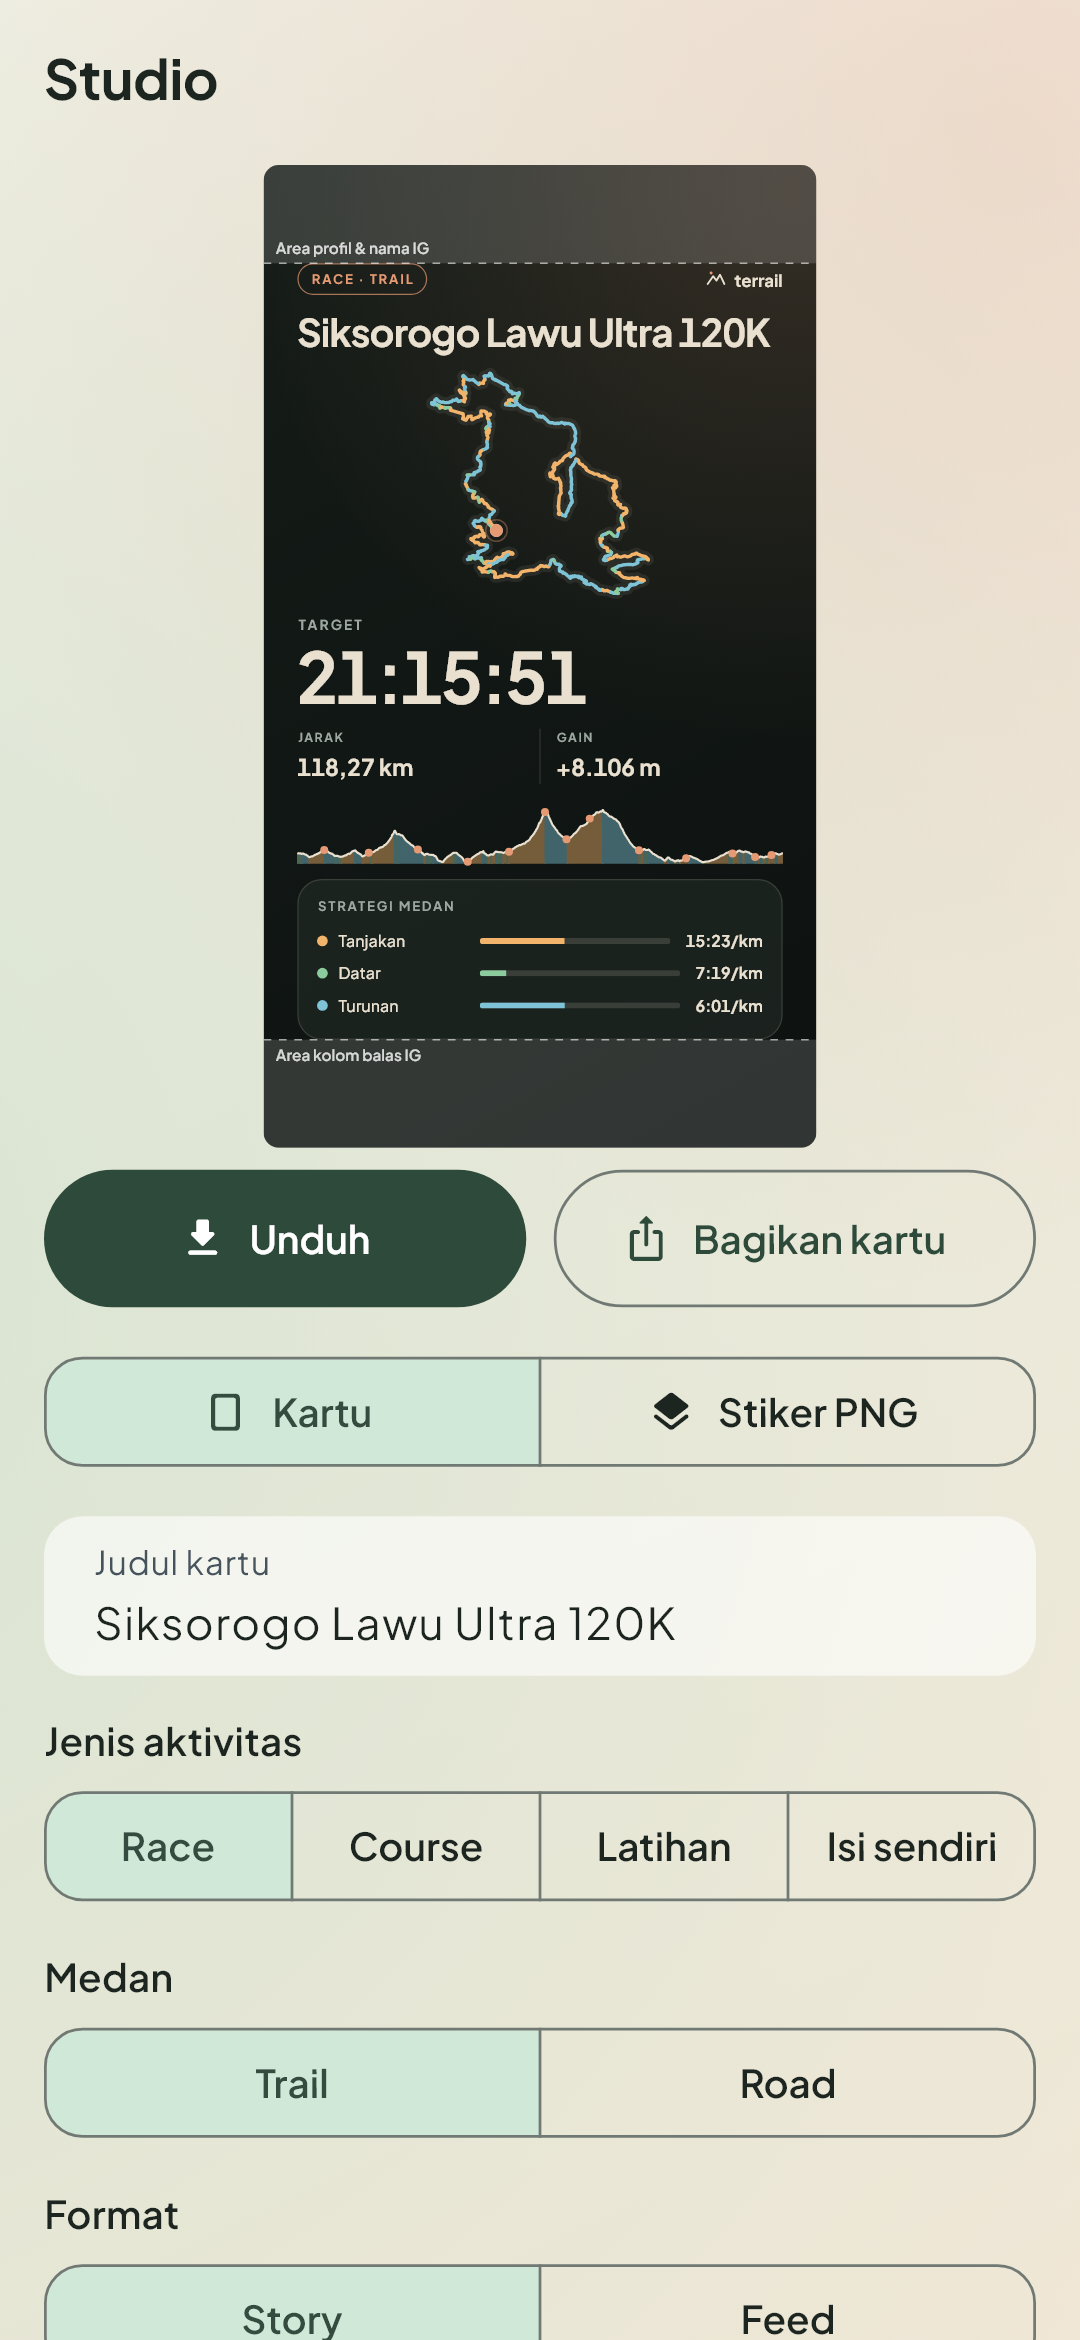 Studio
Area profil & nama IG
RACE · TRAIL
terrail
Siksorogo Lawu Ultra 120K
TARGET
21:15:51
JARAK
GAIN
118,27 km
+8.106 m
STRATEGI MEDAN
Tanjakan 15:23/km
Datar 7:19/km
Turunan 6:01/km
Area kolom balas IG
Unduh
Bagikan kartu
Kartu
Stiker PNG
Judul kartu
Siksorogo Lawu Ultra 120K
Jenis aktivitas
Race
Course
Latihan
Isi sendiri
Medan
Trail
Road
Format
Story
Feed